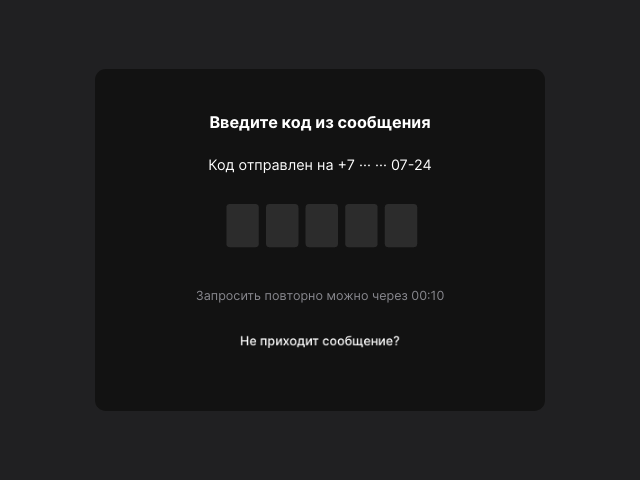 Введите код из сообщения
Код отправлен на +7 ··· ··· 07-24
Запросить повторно можно через 00:10
Не приходит сообщение?